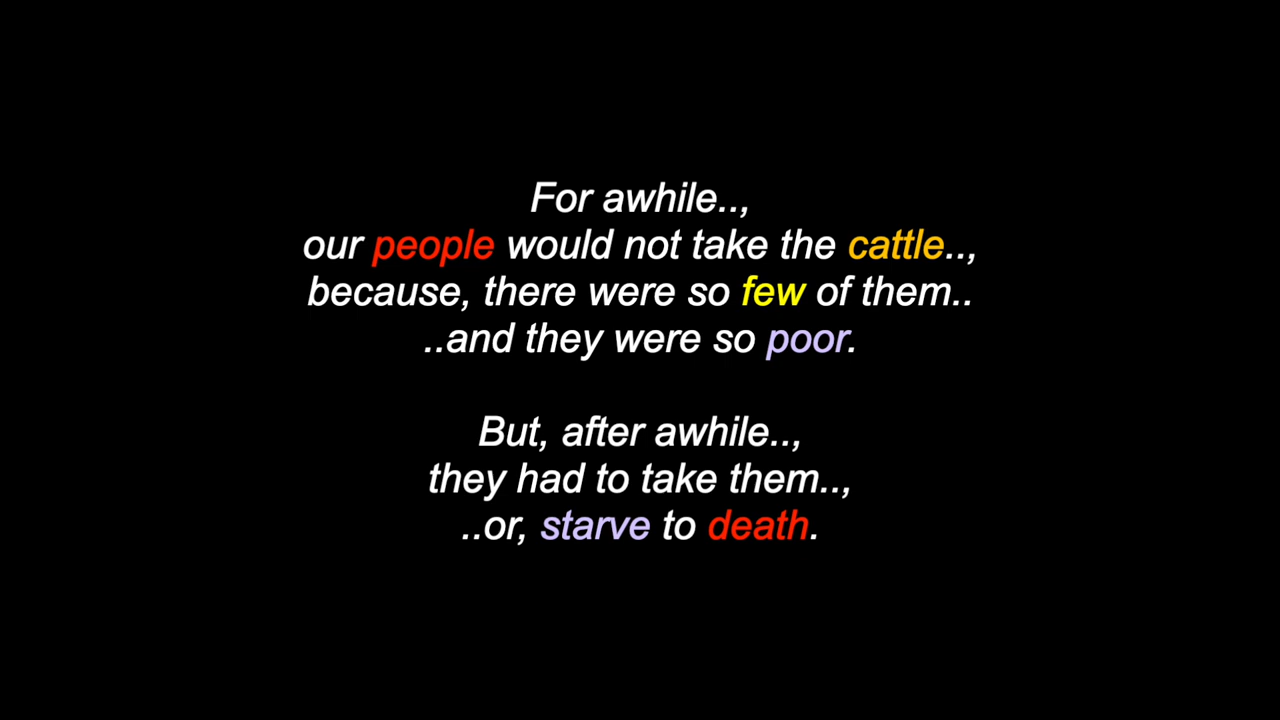 For awhile..,
our people would not take the cattle..,
because, there were so few of them..
..and they were so poor.
But, after awhile..,
they had to take them..,
..or, starve to death.